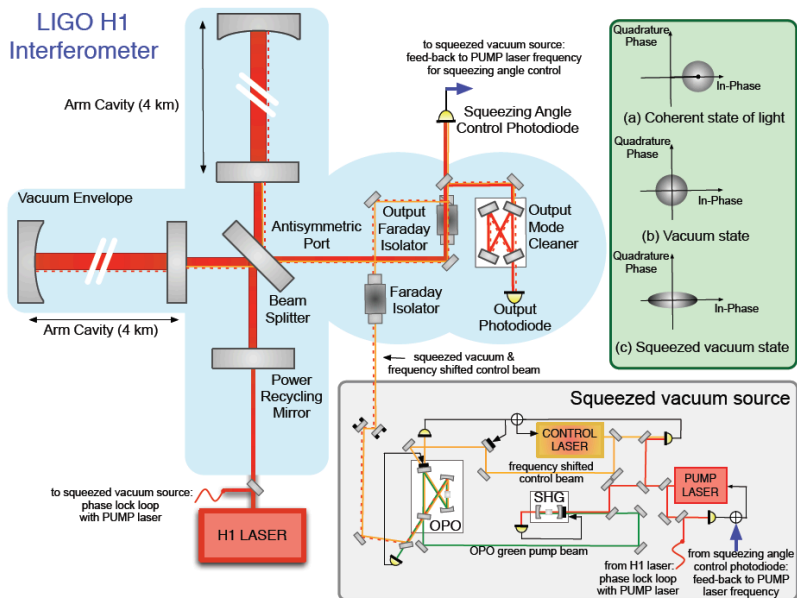 LIGO H1
Interferometer
Arm Cavity (4 km)
Vacuum Envelope
Arm Cavity (4 km)
Antisymmetric
Port
Beam
Splitter
Power
Recycling
Mirror
to squeezed vacuum source:
phase lock loop
with PUMP laser
H1 LASER
to squeezed vacuum source:
feed-back to PUMP laser frequency
for squeezing angle control
Squeezing Angle
Control Photodiode
Output
Faraday
Isolator
Output
Mode
Cleaner
Faraday
Isolator
Output
Photodiode
squeezed vacuum &
frequency shifted control beam
Quadrature
Phase
In-Phase
(a) Coherent state of light
Quadrature
Phase
In-Phase
(b) Vacuum state
Quadrature
Phase
In-Phase
(c) Squeezed vacuum state
Squeezed vacuum source
CONTROL
LASER
frequency shifted
control beam
PUMP
LASER
SHG
OPO
OPO green pump beam
from H1 laser:
phase lock loop
with PUMP laser
from squeezing angle
control photodiode:
feed-back to PUMP
laser frequency